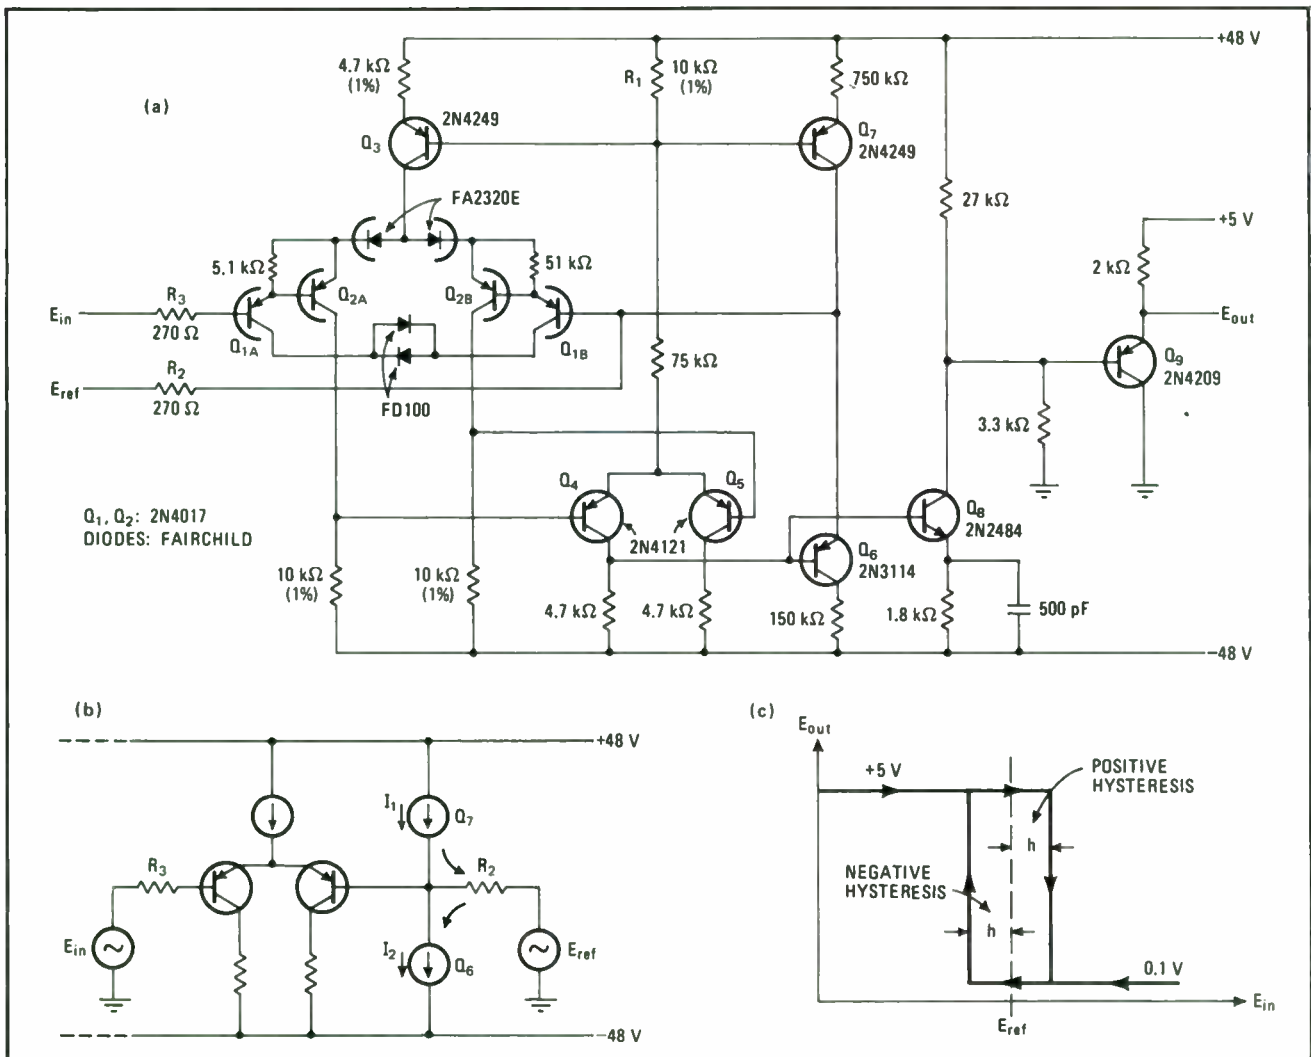 (a)
+48 V
4.7 kΩ
(1%)
R1
10 kΩ
(1%)
750 kΩ
2N4249
Q3
Q7
2N4249
FA2320E
27 kΩ
+5 V
5.1 kΩ
51 kΩ
2 kΩ
Q2A
Q2B
Ein
R3
270 Ω
Q1A
Q1B
Eout
Eref
R2
270 Ω
FD100
75 kΩ
Q9
2N4209
3.3 kΩ
Q4
Q5
Q8
2N2484
Q1, Q2: 2N4017
DIODES: FAIRCHILD
2N4121
Q6
2N3114
10 kΩ
(1%)
10 kΩ
(1%)
4.7 kΩ
4.7 kΩ
150 kΩ
1.8 kΩ
500 pF
−48 V
(b)
+48 V
I1
Q7
R3
R2
Ein
I2
Q6
Eref
−48 V
(c)
Eout
+5 V
POSITIVE
HYSTERESIS
h
NEGATIVE
HYSTERESIS
h
0.1 V
Eref
Ein